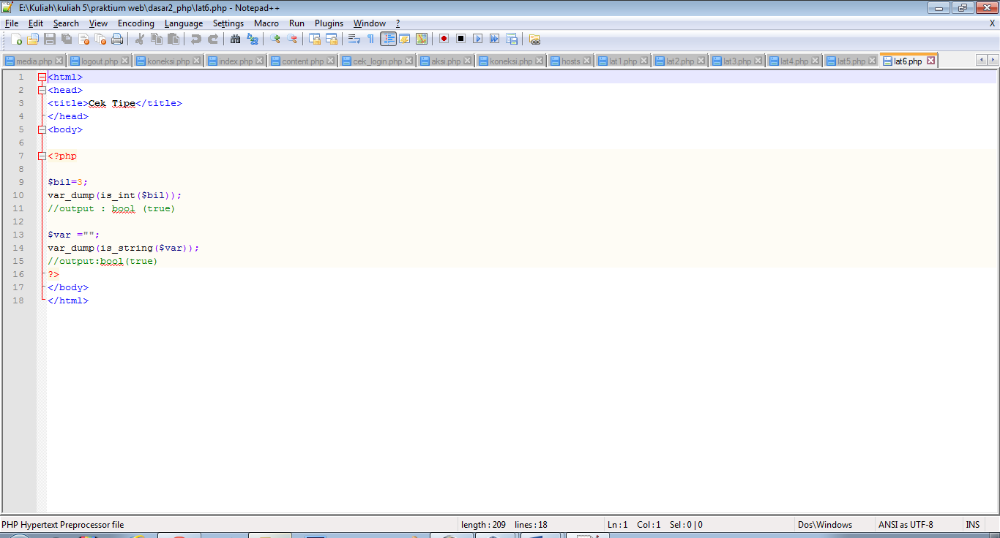 E:\Kuliah\kuliah 5\praktium web\dasar2_php\lat6.php - Notepad++
File Edit Search View Encoding Language Settings Macro Run Plugins Window ? X
media.php logout.php koneksi.php index.php content.php cek_login.php aksi.php koneksi.php hosts lat1.php lat2.php lat3.php lat4.php lat5.php lat6.php
1 <html>
2 <head>
3 <title>Cek Tipe</title>
4 </head>
5 <body>
6
7 <?php
8
9 $bil=3;
10 var_dump(is_int($bil));
11 //output : bool (true)
12
13 $var ="";
14 var_dump(is_string($var));
15 //output:bool(true)
16 ?>
17 </body>
18 </html>
PHP Hypertext Preprocessor file length : 209 lines : 18 Ln : 1 Col : 1 Sel : 0 | 0 Dos\Windows ANSI as UTF-8 INS